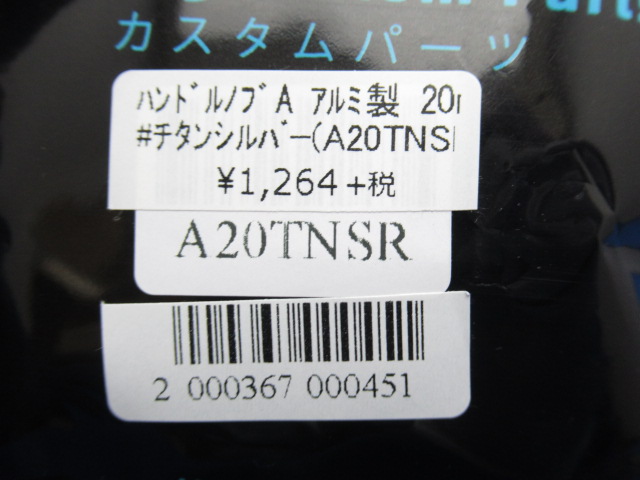 カスタムパーツ
ﾊﾝﾄﾞﾙﾉﾌﾞA ｱﾙﾐ製 20
#チタンシルバー(A20TNS
¥1,264+税
A20TNSR
2 000367 000451